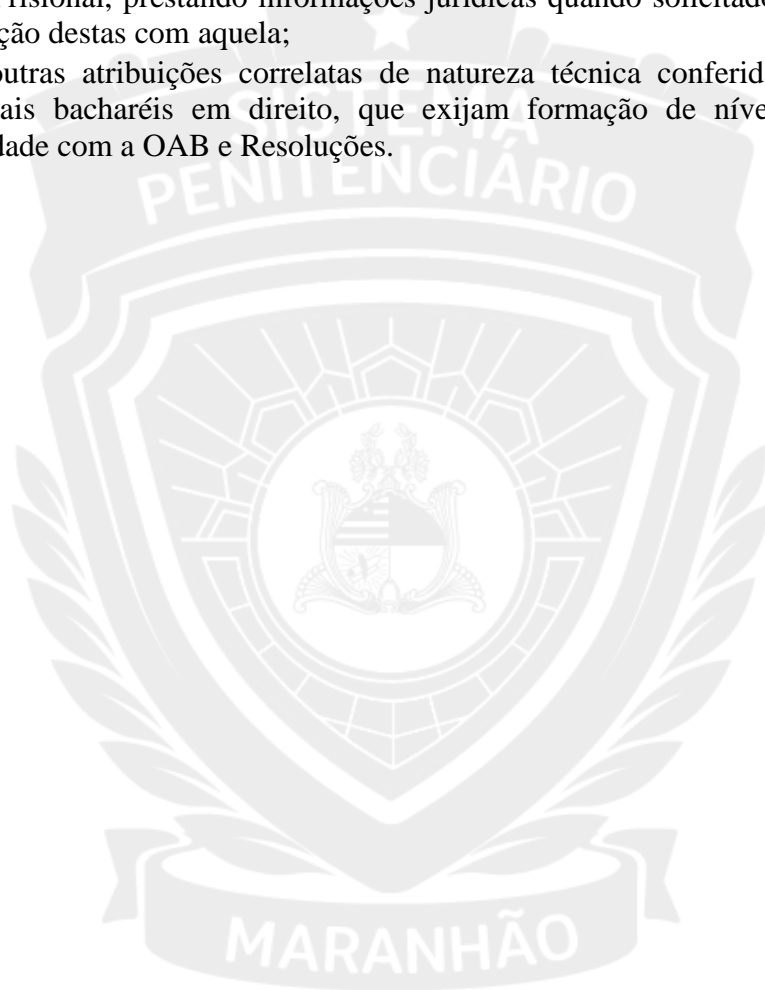 risional, prestando informações jurídicas quando solicitado
ção destas com aquela;
outras atribuições correlatas de natureza técnica conferid
ais bacharéis em direito, que exijam formação de níve
dade com a OAB e Resoluções.
SISTEMA
PENITENCIÁRIO
MARANHÃO